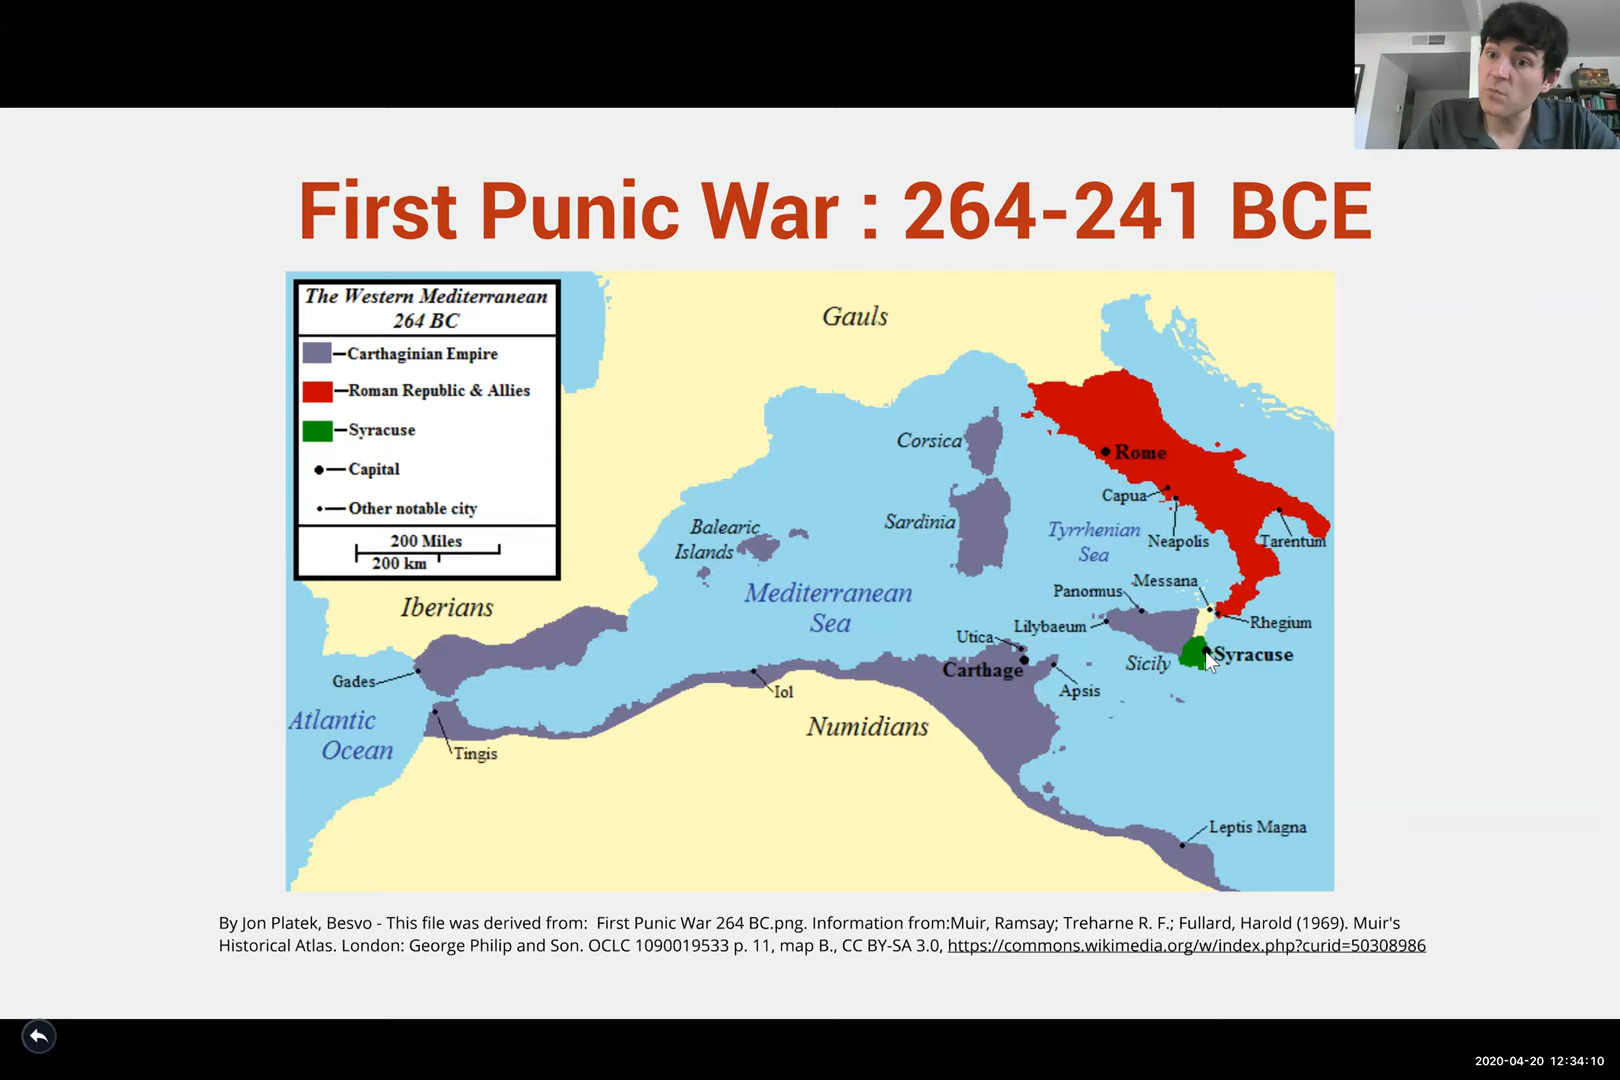 First Punic War : 264-241 BCE
The Western Mediterranean
264 BC
Carthaginian Empire
Roman Republic & Allies
Syracuse
Capital
Other notable city
200 Miles
200 km
Gauls
Corsica
Rome
Capua
Sardinia
Balearic
Islands
Tyrrhenian
Sea
Neapolis
Tarentum
Mediterranean
Sea
Messana
Panomus
Iberians
Lilybaeum
Rhegium
Utica
Carthage
Sicily
Syracuse
Gades
Iol
Apsis
Atlantic
Ocean
Numidians
Tingis
Leptis Magna
By Jon Platek, Besvo - This file was derived from:  First Punic War 264 BC.png. Information from:Muir, Ramsay; Treharne R. F.; Fullard, Harold (1969). Muir's
Historical Atlas. London: George Philip and Son. OCLC 1090019533 p. 11, map B., CC BY-SA 3.0, https://commons.wikimedia.org/w/index.php?curid=50308986
2020-04-20 12:34:10